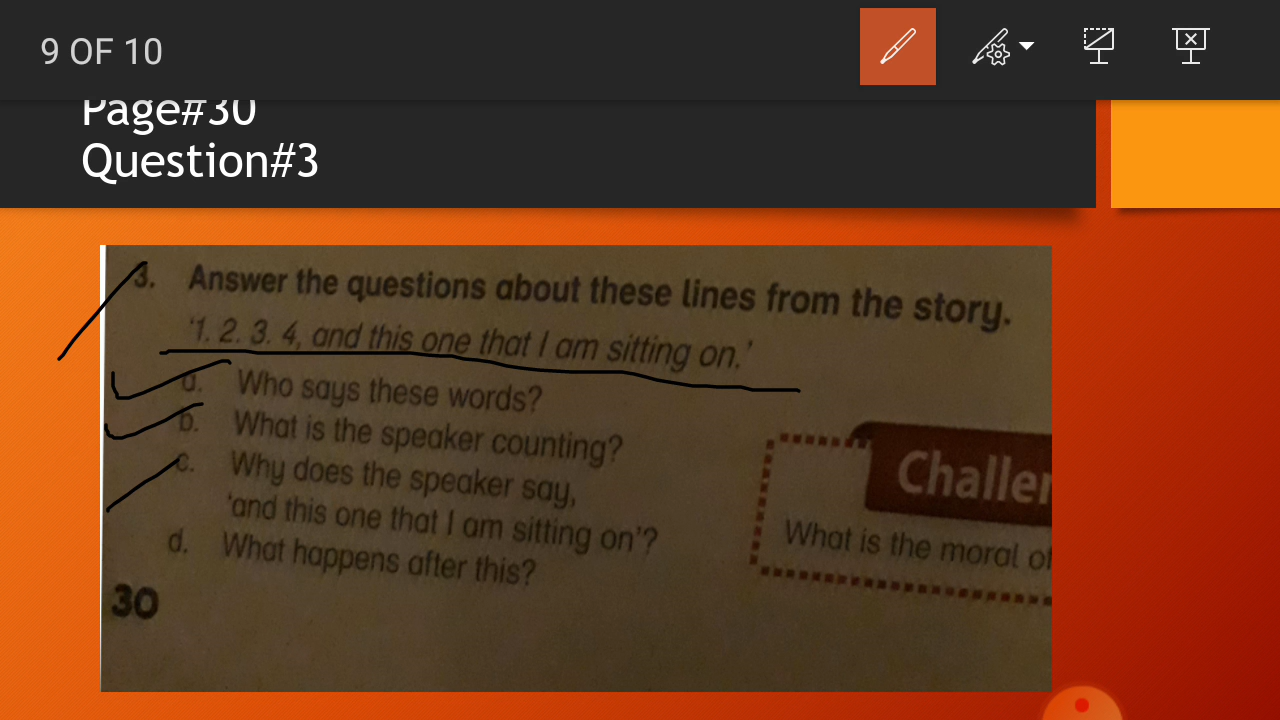 9 OF 10
Page#30
Question#3
3. Answer the questions about these lines from the story.
'1. 2. 3. 4, and this one that I am sitting on.'
a. Who says these words?
b. What is the speaker counting?
c. Why does the speaker say,
'and this one that I am sitting on'?
d. What happens after this?
30
Challen
What is the moral of